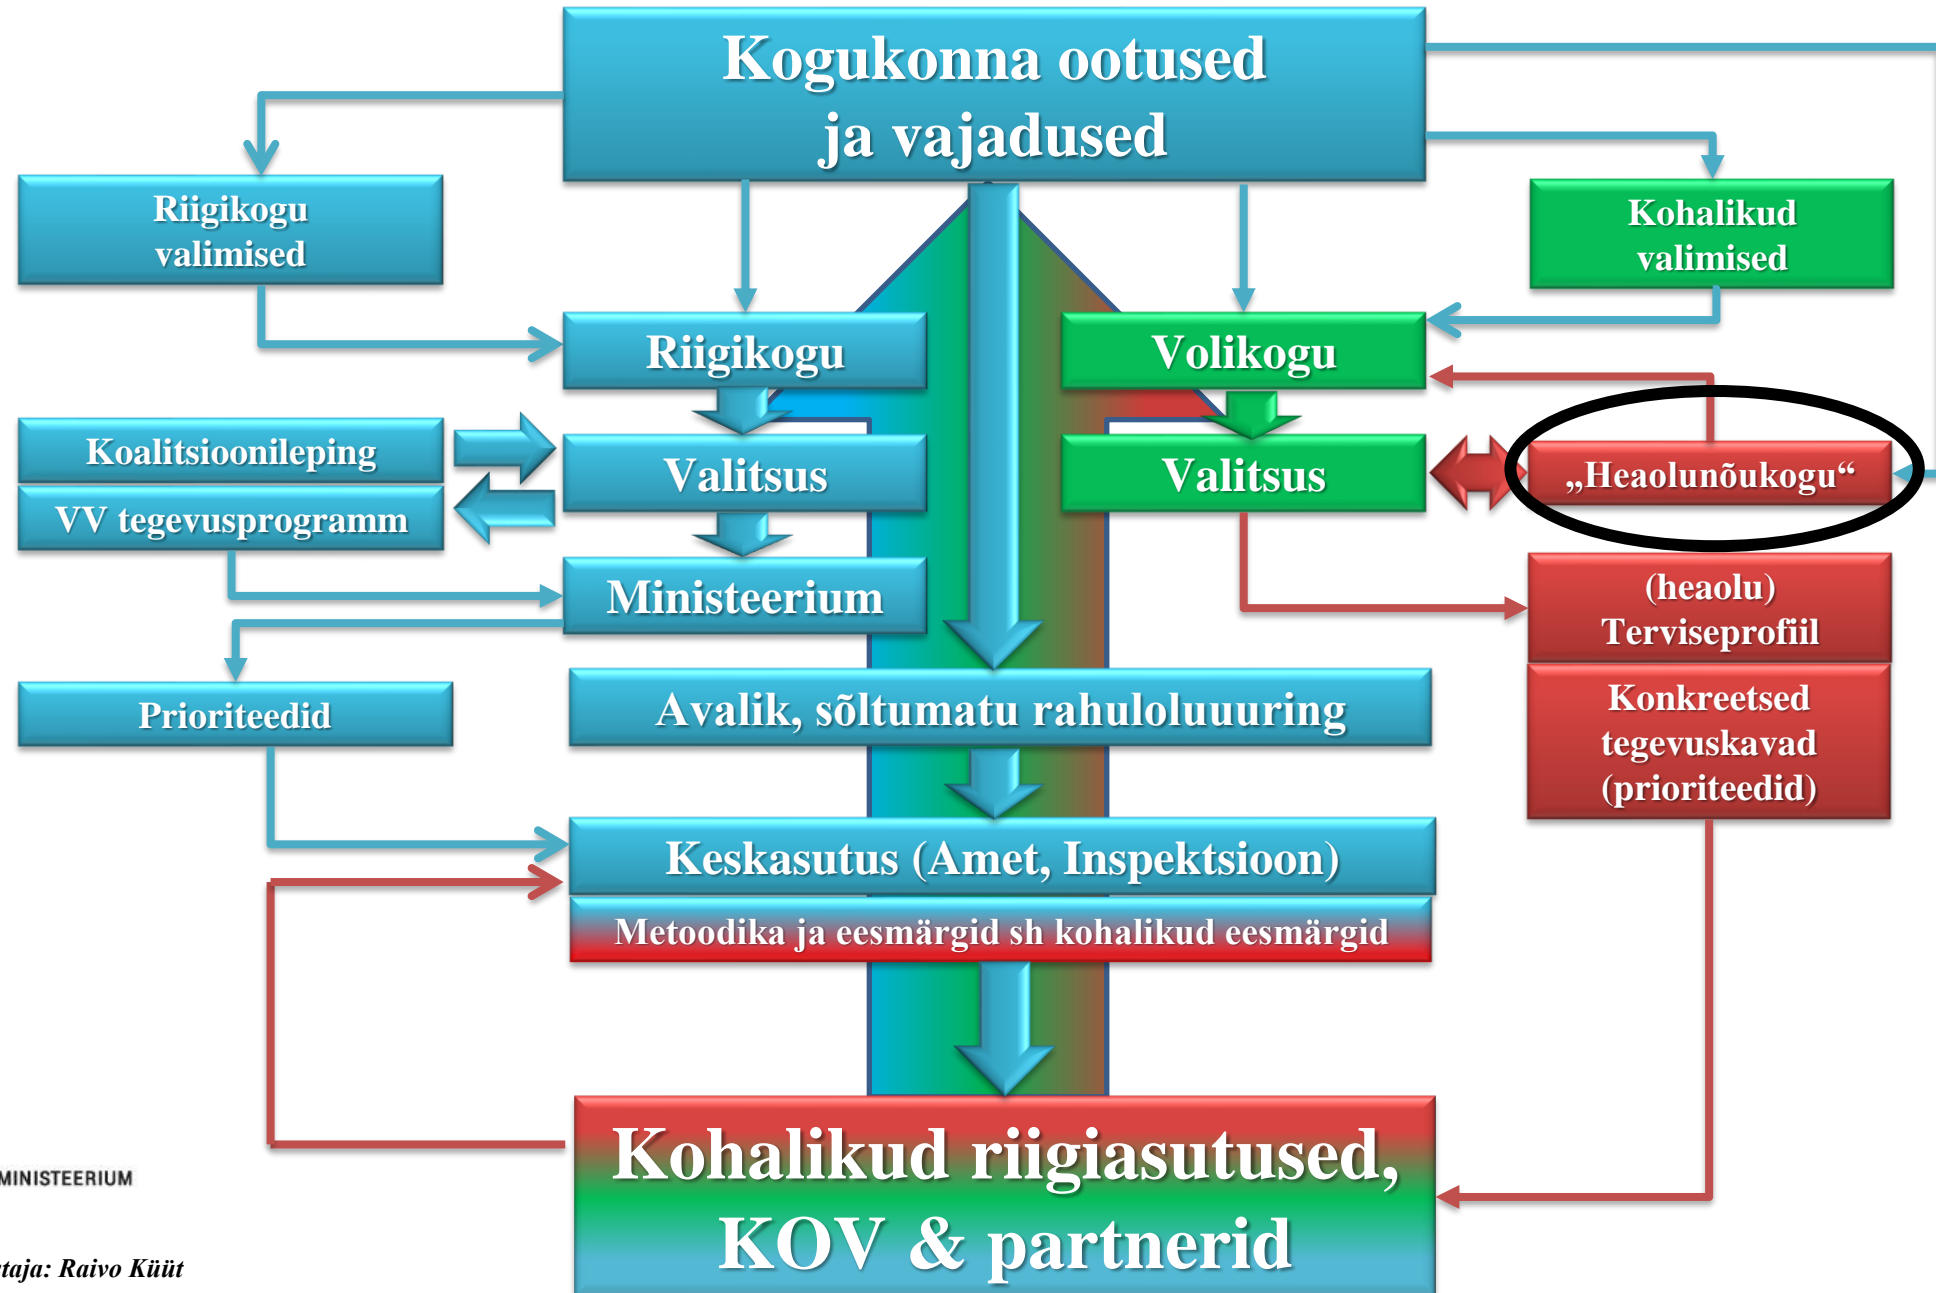 Kogukonna ootused
ja vajadused
Riigikogu
valimised
Kohalikud
valimised
Riigikogu
Volikogu
Koalitsioonileping
VV tegevusprogramm
Valitsus
Valitsus
„Heaolunõukogu“
Ministeerium
(heaolu)
Terviseprofiil
Prioriteedid
Avalik, sõltumatu rahuloluuuring
Konkreetsed
tegevuskavad
(prioriteedid)
Keskasutus (Amet, Inspektsioon)
Metoodika ja eesmärgid sh kohalikud eesmärgid
Kohalikud riigiasutused,
KOV & partnerid
MINISTEERIUM
taja: Raivo Küüt